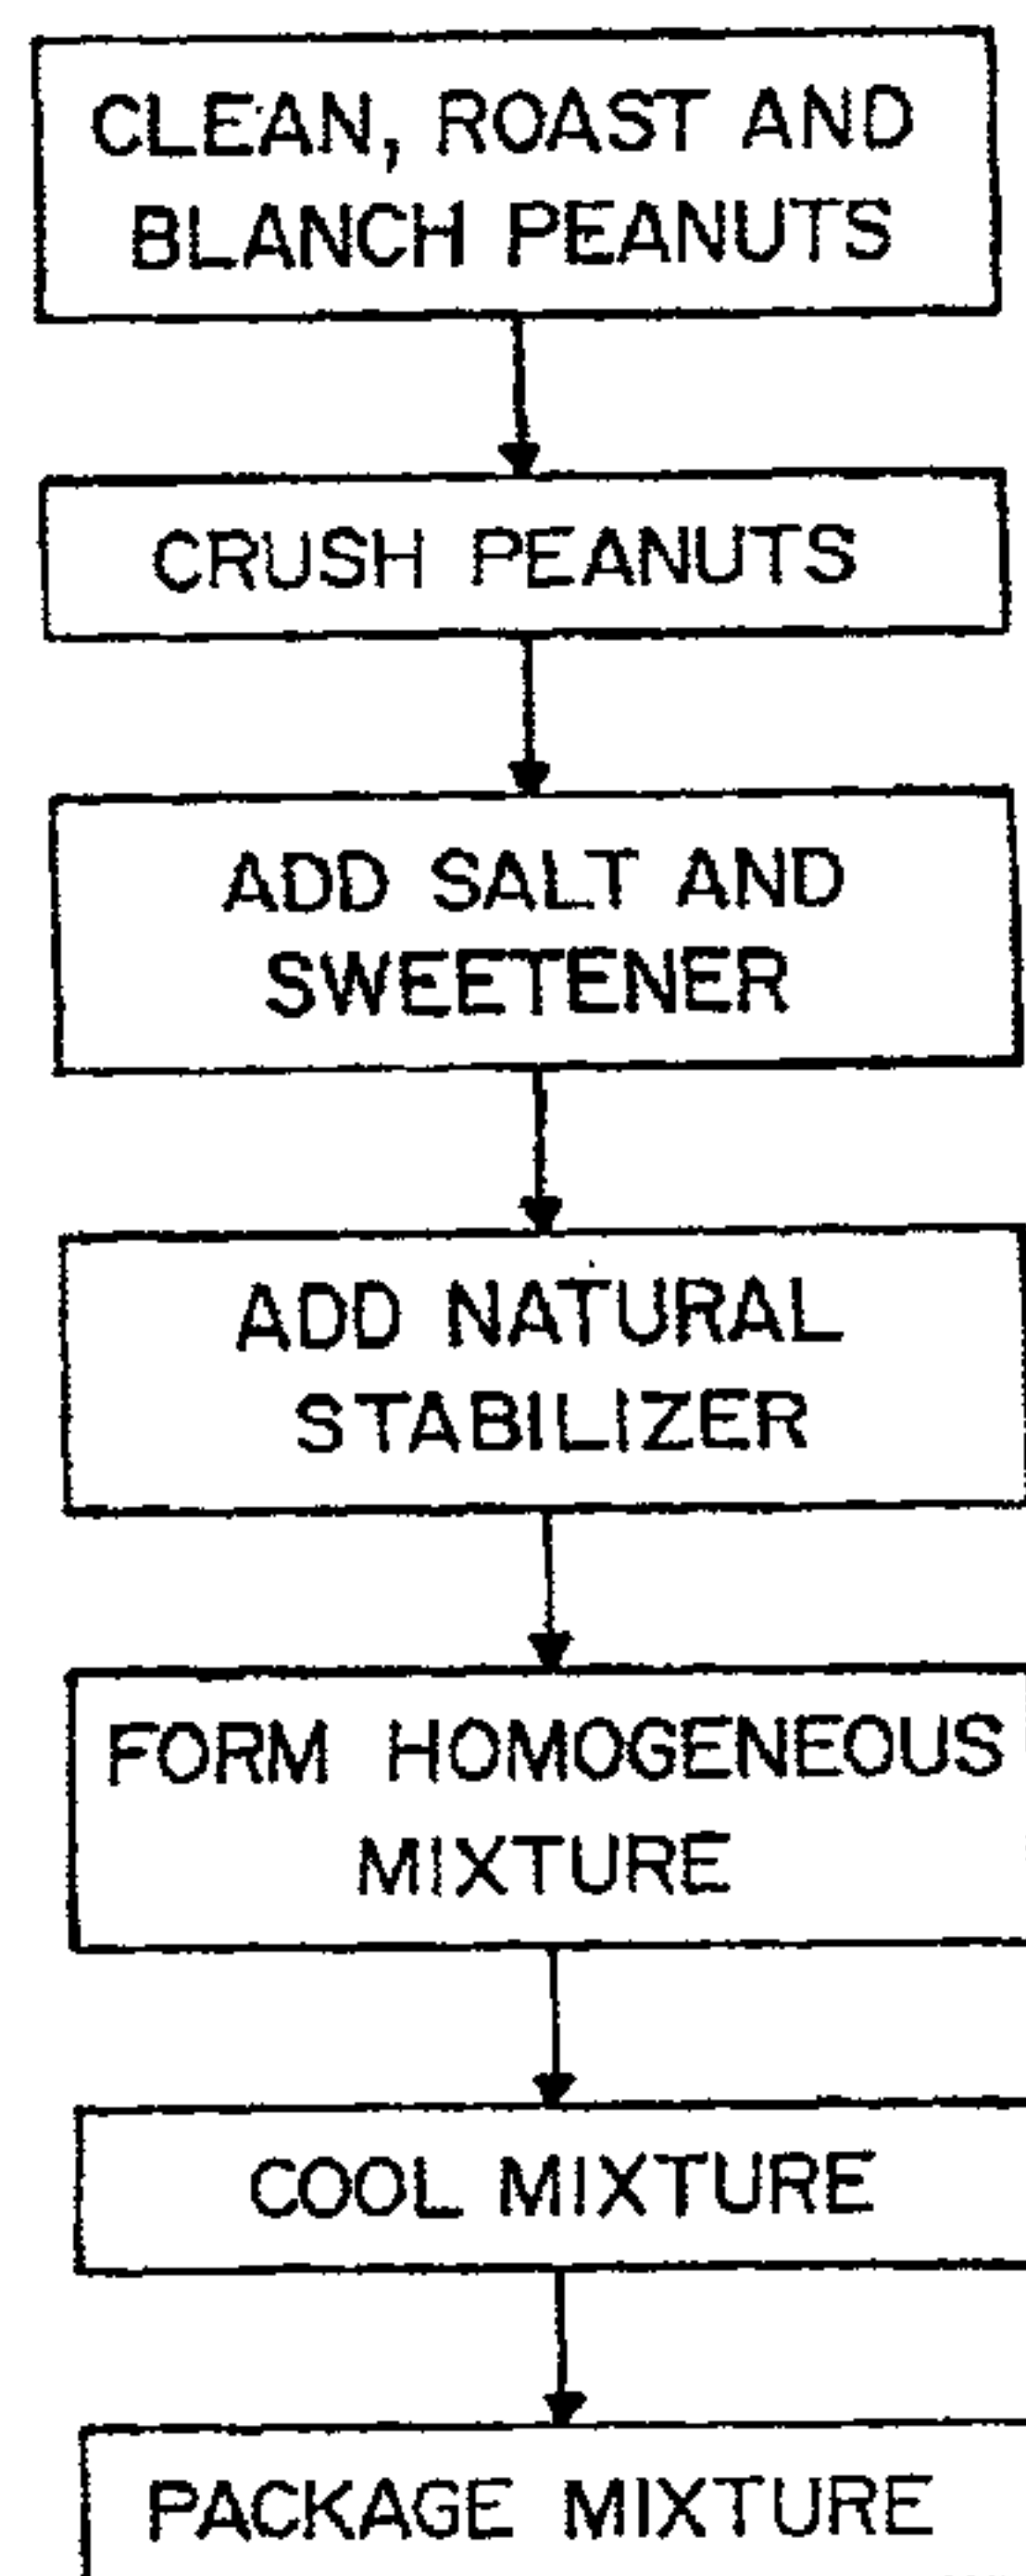 CLEAN, ROAST AND
BLANCH PEANUTS
CRUSH PEANUTS
ADD SALT AND
SWEETENER
ADD NATURAL
STABILIZER
FORM HOMOGENEOUS
MIXTURE
COOL MIXTURE
PACKAGE MIXTURE